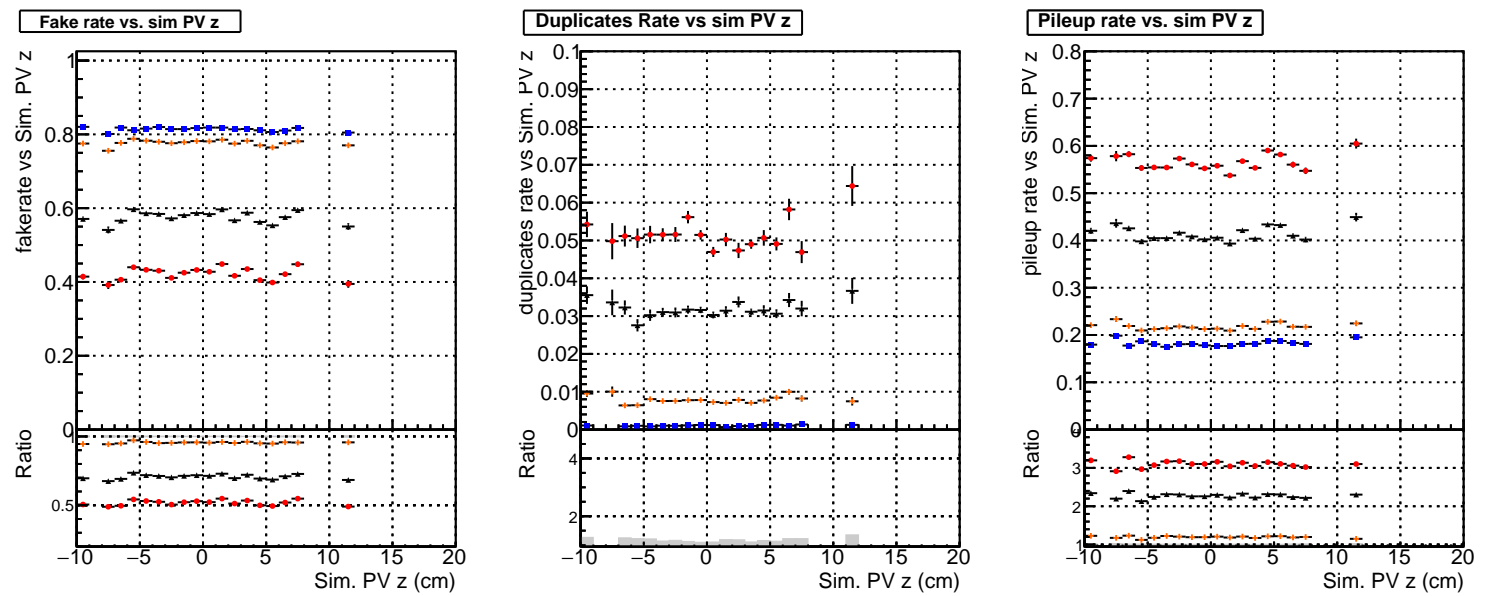 Fake rate vs. sim PV z
fakerate vs Sim. PV z
1
0.8
0.6
0.4
0.2
0
Ratio
0.5
−10 −5 0 5 10 15 20
Sim. PV z (cm)
Duplicates Rate vs sim PV z
duplicates rate vs Sim. PV z
0.1
0.09
0.08
0.07
0.06
0.05
0.04
0.03
0.02
0.01
0
Ratio
4
2
−10 −5 0 5 10 15 20
Sim. PV z (cm)
Pileup rate vs. sim PV z
pileup rate vs Sim. PV z
0.8
0.7
0.6
0.5
0.4
0.3
0.2
0.1
Ratio
3
2
1
−10 −5 0 5 10 15 20
Sim. PV z (cm)